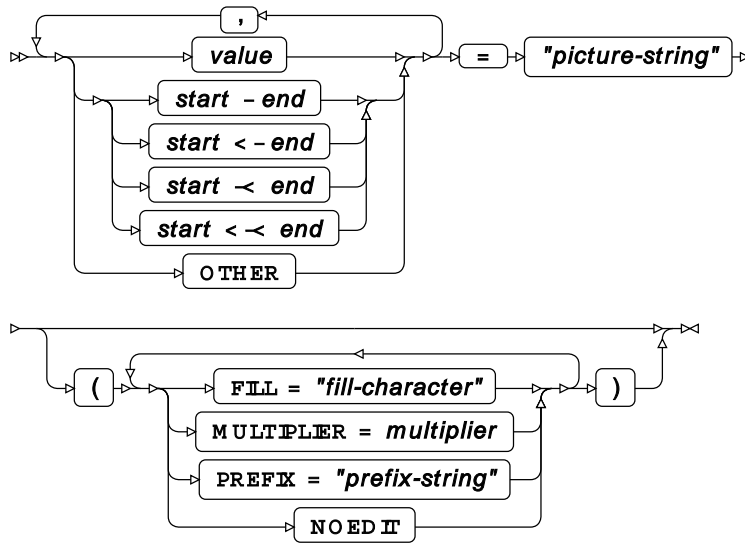 ,
value = "picture-string"
start – end
start < – end
start –< end
start < –< end
OTHER
( FILL = "fill-character" )
MULTIPLIER = multiplier
PREFIX = "prefix-string"
NOEDIT